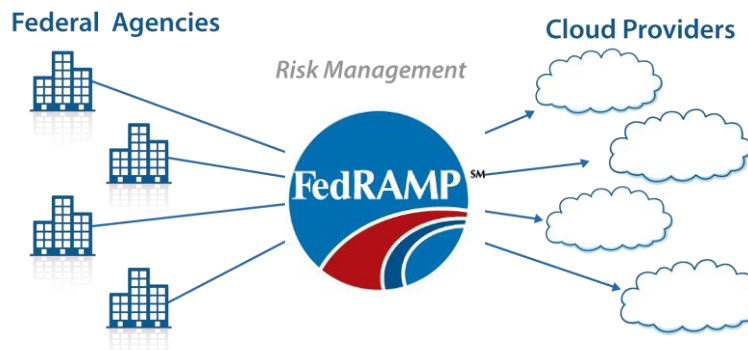 Federal Agencies
Cloud Providers
Risk Management
FedRAMP SM